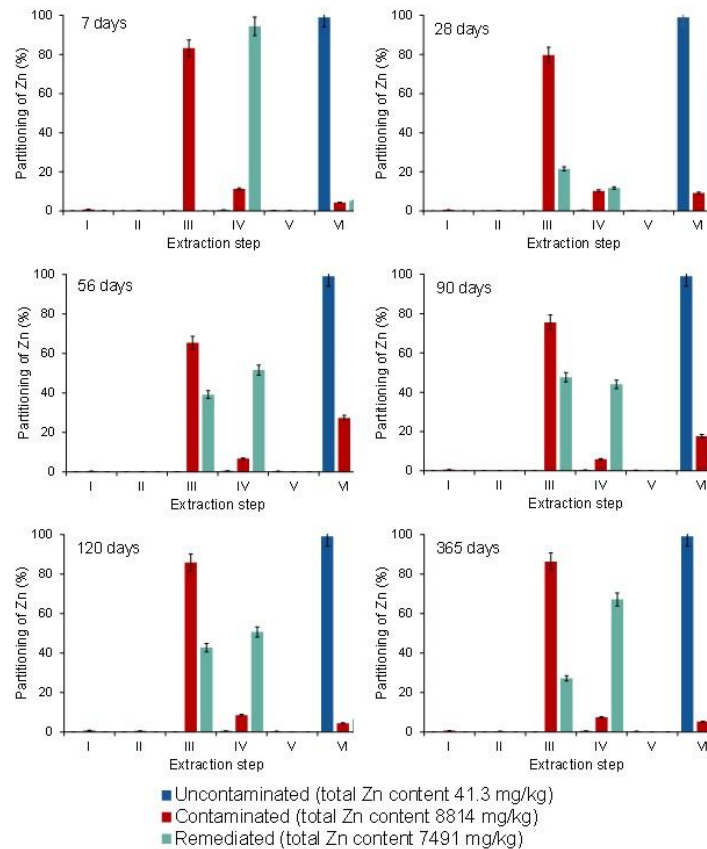 7 days
Partitioning of Zn (%)
100
80
60
40
20
0
I II III IV V VI
Extraction step
28 days
Partitioning of Zn (%)
100
80
60
40
20
0
I II III IV V VI
Extraction step
56 days
Partitioning of Zn (%)
100
80
60
40
20
0
I II III IV V VI
Extraction step
90 days
Partitioning of Zn (%)
100
80
60
40
20
0
I II III IV V VI
Extraction step
120 days
Partitioning of Zn (%)
100
80
60
40
20
0
I II III IV V VI
Extraction step
365 days
Partitioning of Zn (%)
100
80
60
40
20
0
I II III IV V VI
Extraction step
Uncontaminated (total Zn content 41.3 mg/kg)
Contaminated (total Zn content 8814 mg/kg)
Remediated (total Zn content 7491 mg/kg)